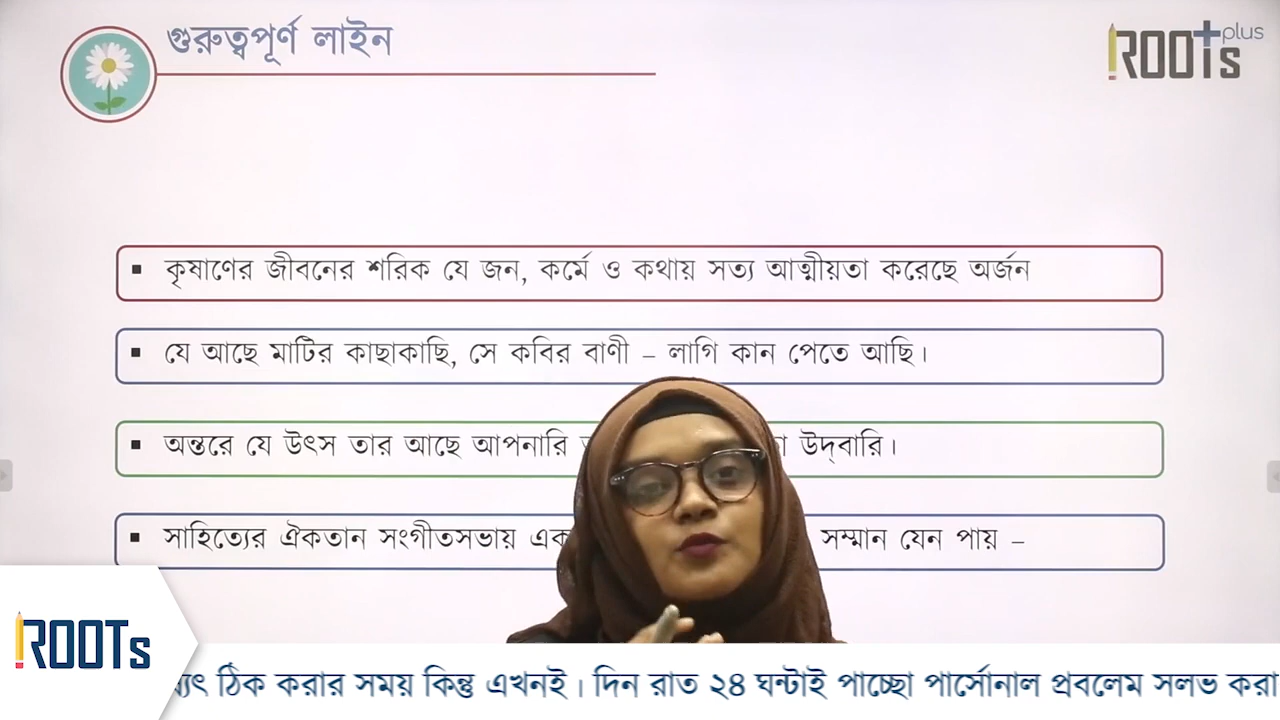 গুরুত্বপূর্ণ লাইন
ROOTs plus
▪ কৃষাণের জীবনের শরিক যে জন, কর্মে ও কথায় সত্য আত্মীয়তা করেছে অর্জন
▪ যে আছে মাটির কাছাকাছি, সে কবির বাণী – লাগি কান পেতে আছি।
▪ অন্তরে যে উৎস তার আছে আপনারি উদ্‌বারি।
▪ সাহিত্যের ঐকতান সংগীতসভায় সম্মান যেন পায় –
ROOTs
ঠিক করার সময় কিন্তু এখনই। দিন রাত ২৪ ঘন্টাই পাচ্ছো পার্সোনাল প্রবলেম সলভ করা